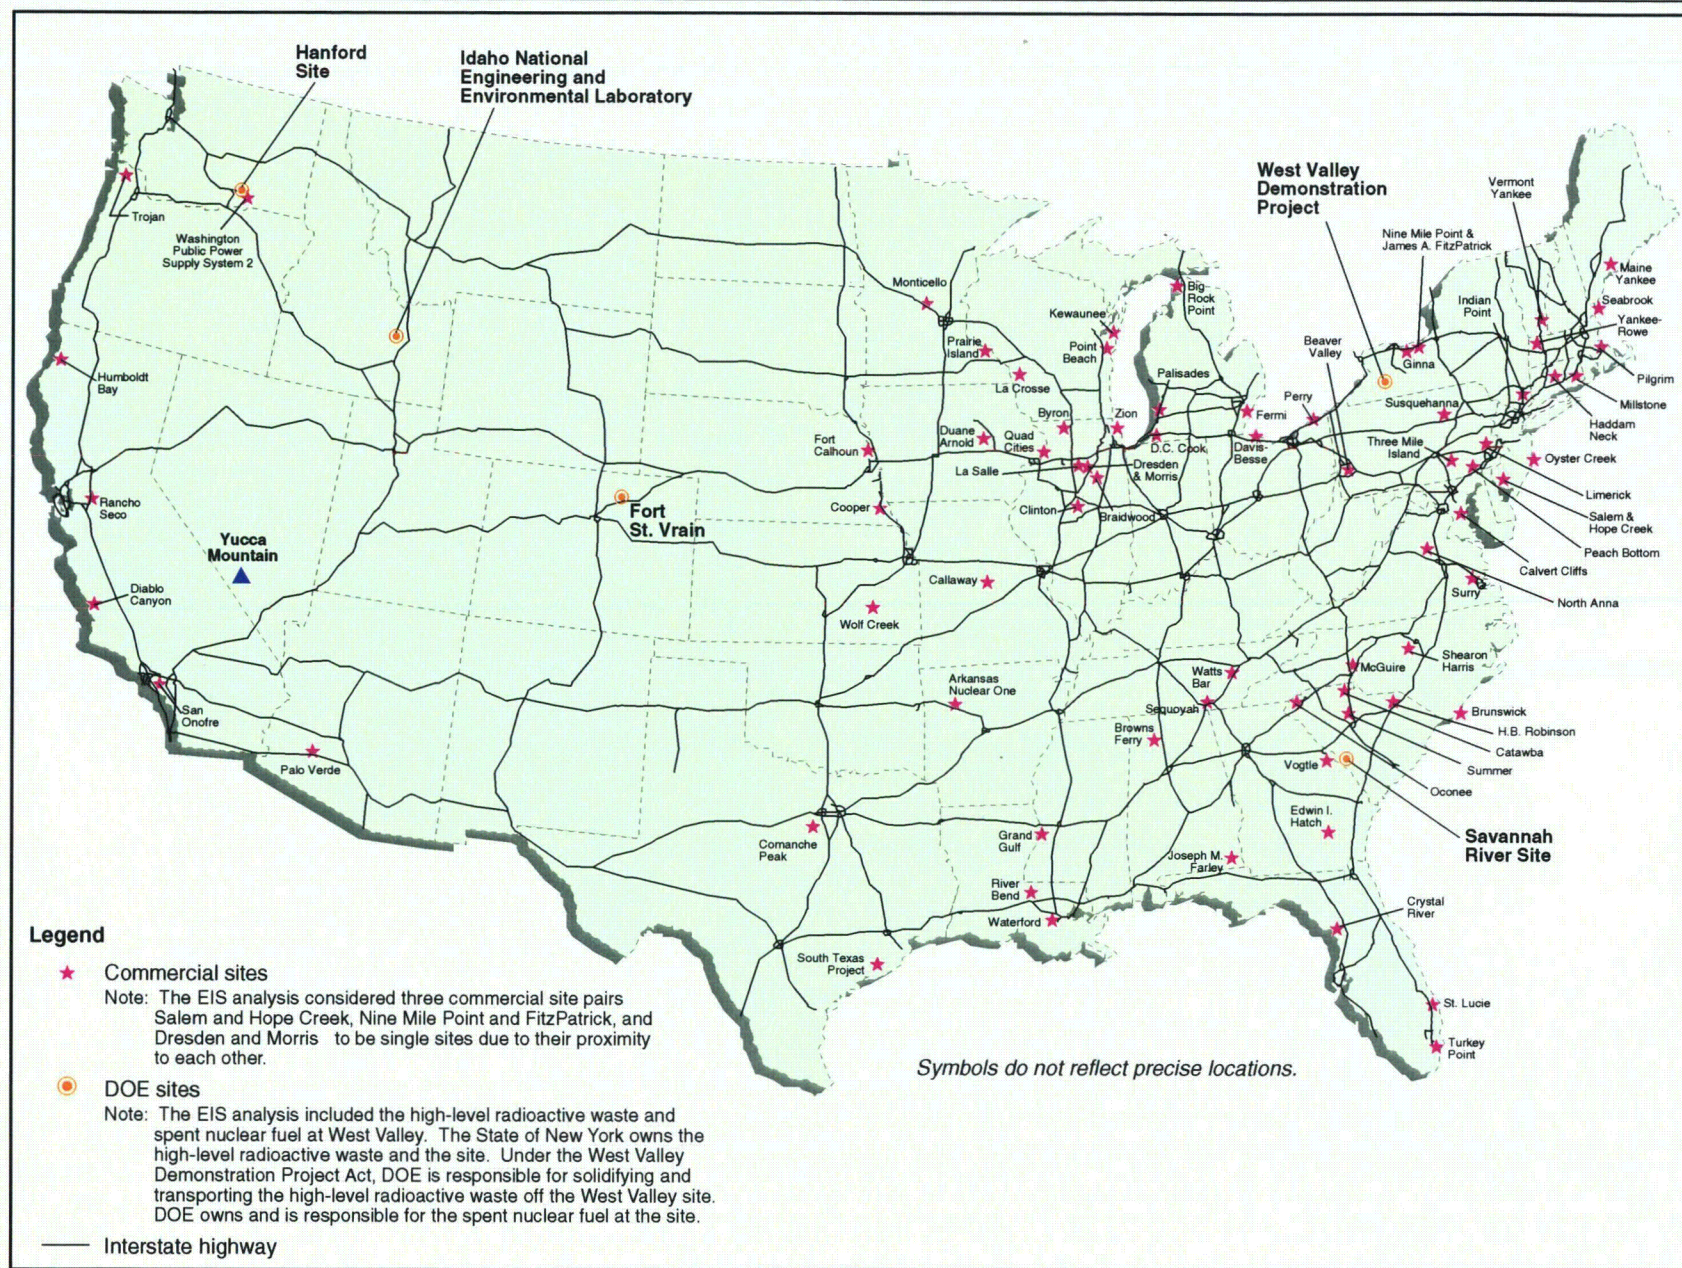 Hanford
Site
Idaho National
Engineering and
Environmental Laboratory
West Valley
Demonstration
Project
Vermont
Yankee
Nine Mile Point &
James A. FitzPatrick
Trojan
Washington
Public Power
Supply System 2
Monticello
Big
Rock
Point
Kewaunee
Point
Beach
Prairie
Island
La Crosse
Indian
Point
Maine
Yankee
Seabrook
Yankee-
Rowe
Beaver
Valley
Ginna
Pilgrim
Humboldt
Bay
Palisades
Millstone
Byron
Zion
Fermi
Perry
Susquehanna
Haddam
Neck
Fort
Calhoun
Duane
Arnold
Quad
Cities
D.C. Cook
Davis-
Besse
Three Mile
Island
Oyster Creek
La Salle
Dresden
& Morris
Limerick
Rancho
Seco
Fort
St. Vrain
Cooper
Clinton
Braidwood
Salem &
Hope Creek
Yucca
Mountain
Peach Bottom
Calvert Cliffs
Diablo
Canyon
Callaway
Surry
North Anna
Wolf Creek
Shearon
Harris
McGuire
Watts
Bar
Arkansas
Nuclear One
San
Onofre
Sequoyah
Brunswick
Browns
Ferry
H.B. Robinson
Catawba
Palo Verde
Vogtle
Summer
Oconee
Edwin I.
Hatch
Savannah
River Site
Comanche
Peak
Grand
Gulf
Joseph M.
Farley
River
Bend
Waterford
Crystal
River
South Texas
Project
St. Lucie
Turkey
Point
Symbols do not reflect precise locations.
Legend
Commercial sites
Note: The EIS analysis considered three commercial site pairs
Salem and Hope Creek, Nine Mile Point and FitzPatrick, and
Dresden and Morris to be single sites due to their proximity
to each other.
DOE sites
Note: The EIS analysis included the high-level radioactive waste and
spent nuclear fuel at West Valley. The State of New York owns the
high-level radioactive waste and the site. Under the West Valley
Demonstration Project Act, DOE is responsible for solidifying and
transporting the high-level radioactive waste off the West Valley site.
DOE owns and is responsible for the spent nuclear fuel at the site.
Interstate highway